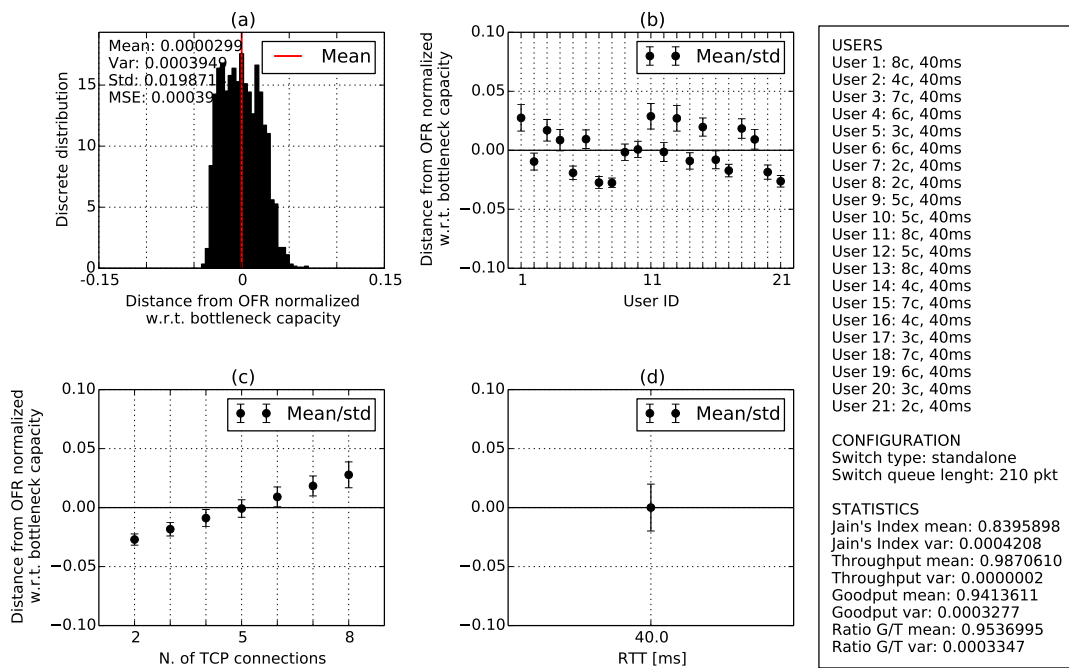 (a)
Mean: 0.0000299
Var: 0.0003949
Std: 0.019871
MSE: 0.00039
Mean
15
10
5
0
Discrete distribution
-0.15
0
0.15
Distance from OFR normalized
w.r.t. bottleneck capacity
(b)
Mean/std
0.10
0.05
0.00
−0.05
−0.10
Distance from OFR normalized
w.r.t. bottleneck capacity
1
11
21
User ID
(c)
Mean/std
0.10
0.05
0.00
−0.05
−0.10
Distance from OFR normalized
w.r.t. bottleneck capacity
2
5
8
N. of TCP connections
(d)
Mean/std
0.10
0.05
0.00
−0.05
−0.10
40.0
RTT [ms]
USERS
User 1: 8c, 40ms
User 2: 4c, 40ms
User 3: 7c, 40ms
User 4: 6c, 40ms
User 5: 3c, 40ms
User 6: 6c, 40ms
User 7: 2c, 40ms
User 8: 2c, 40ms
User 9: 5c, 40ms
User 10: 5c, 40ms
User 11: 8c, 40ms
User 12: 5c, 40ms
User 13: 8c, 40ms
User 14: 4c, 40ms
User 15: 7c, 40ms
User 16: 4c, 40ms
User 17: 3c, 40ms
User 18: 7c, 40ms
User 19: 6c, 40ms
User 20: 3c, 40ms
User 21: 2c, 40ms
CONFIGURATION
Switch type: standalone
Switch queue lenght: 210 pkt
STATISTICS
Jain's Index mean: 0.8395898
Jain's Index var: 0.0004208
Throughput mean: 0.9870610
Throughput var: 0.0000002
Goodput mean: 0.9413611
Goodput var: 0.0003277
Ratio G/T mean: 0.9536995
Ratio G/T var: 0.0003347